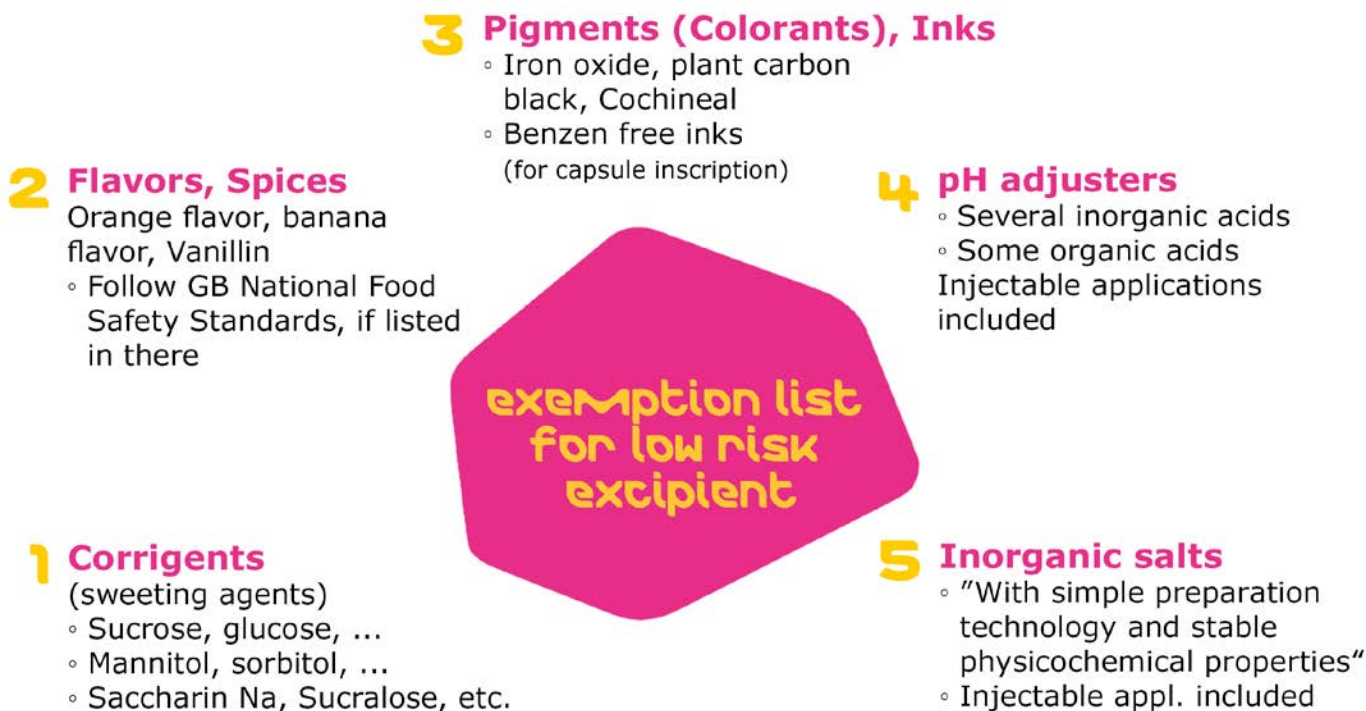 3 Pigments (Colorants), Inks
◦ Iron oxide, plant carbon
black, Cochineal
◦ Benzen free inks
(for capsule inscription)
2 Flavors, Spices
Orange flavor, banana
flavor, Vanillin
◦ Follow GB National Food
Safety Standards, if listed
in there
4 pH adjusters
◦ Several inorganic acids
◦ Some organic acids
Injectable applications
included
exemption list
for low risk
excipient
1 Corrigents
(sweeting agents)
◦ Sucrose, glucose, ...
◦ Mannitol, sorbitol, ...
◦ Saccharin Na, Sucralose, etc.
5 Inorganic salts
◦ "With simple preparation
technology and stable
physicochemical properties"
◦ Injectable appl. included